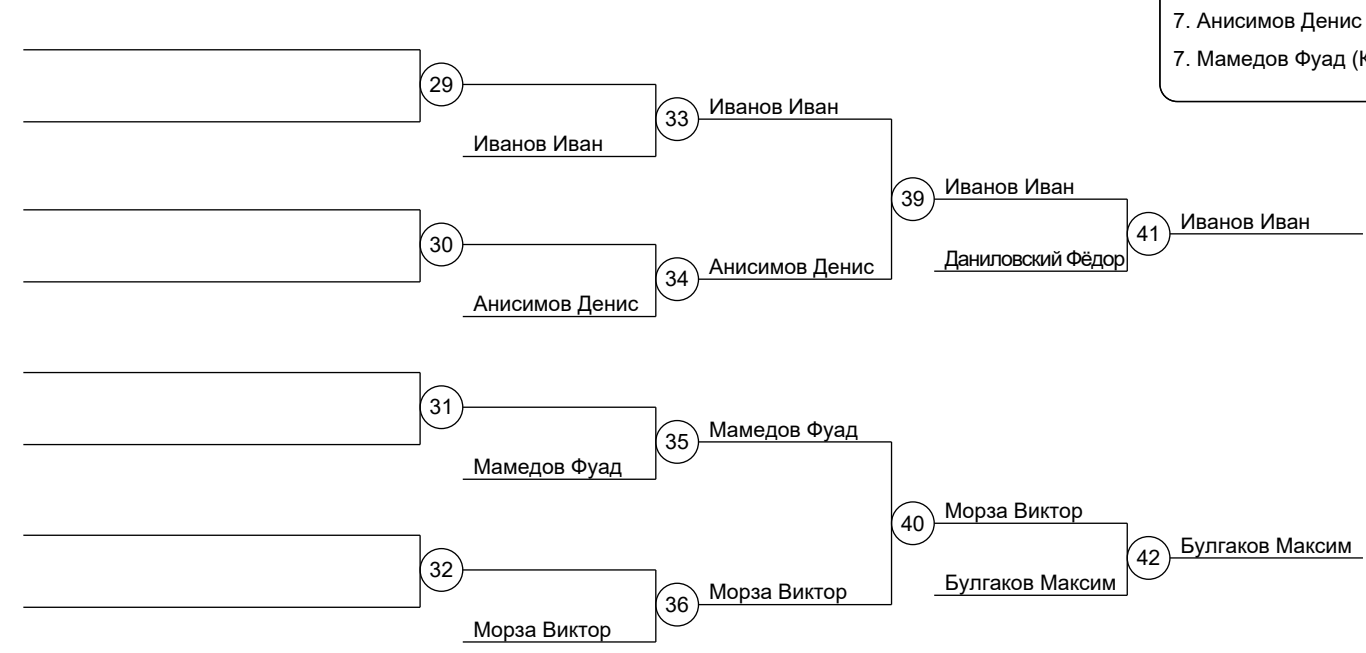 7. Анисимов Денис
7. Мамедов Фуад (К
29
33
Иванов Иван
Иванов Иван
39
Иванов Иван
41
Иванов Иван
30
Даниловский Фёдор
34
Анисимов Денис
Анисимов Денис
31
35
Мамедов Фуад
Мамедов Фуад
40
Морза Виктор
42
Булгаков Максим
32
Булгаков Максим
36
Морза Виктор
Морза Виктор